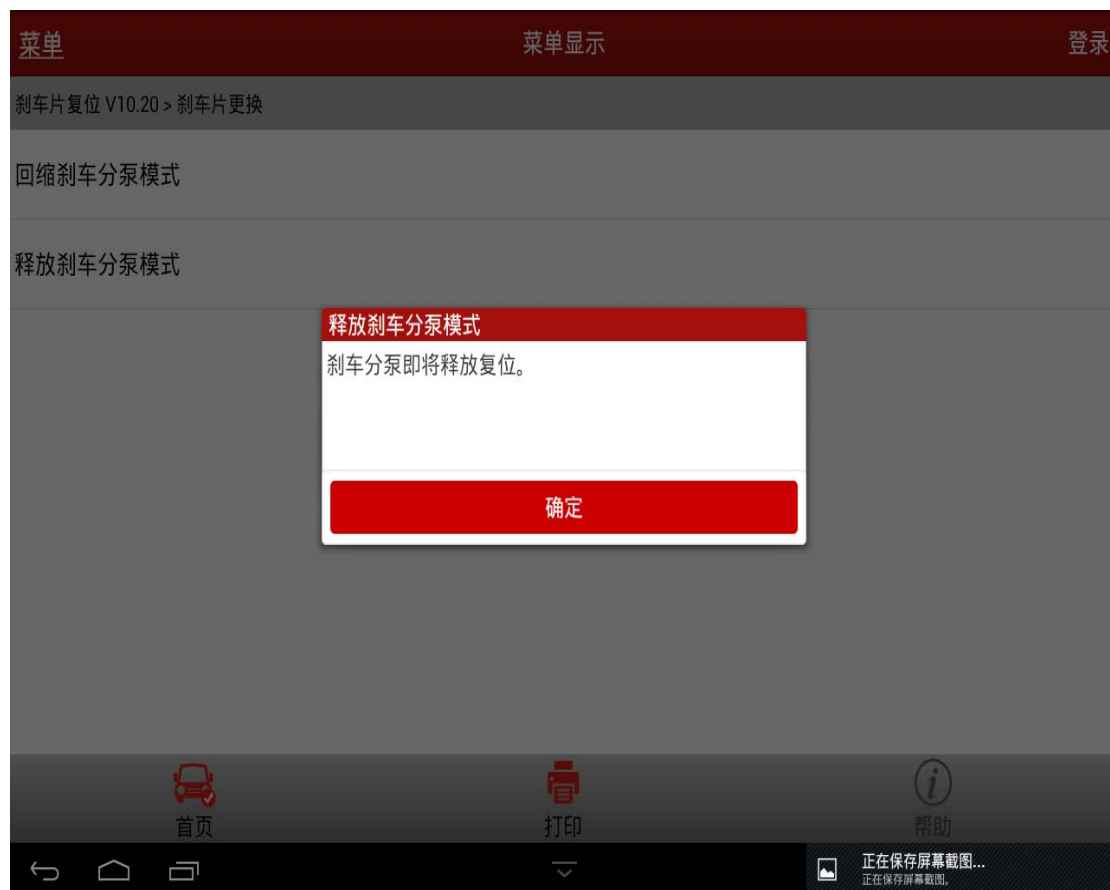 菜单
菜单显示
登录
刹车片复位 V10.20 > 刹车片更换
回缩刹车分泵模式
释放刹车分泵模式
释放刹车分泵模式
刹车分泵即将释放复位。
确定
首页
打印
帮助
正在保存屏幕截图...
正在保存屏幕截图。